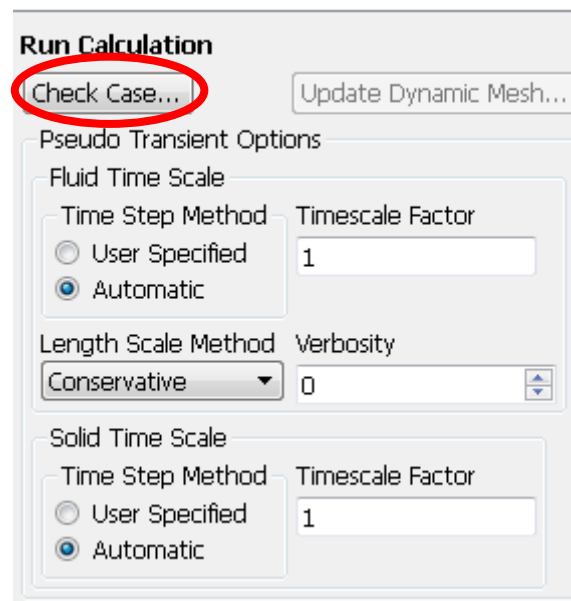 Run Calculation
Check Case... Update Dynamic Mesh...
Pseudo Transient Options
Fluid Time Scale
Time Step Method Timescale Factor
User Specified 1
Automatic
Length Scale Method Verbosity
Conservative 0
Solid Time Scale
Time Step Method Timescale Factor
User Specified 1
Automatic